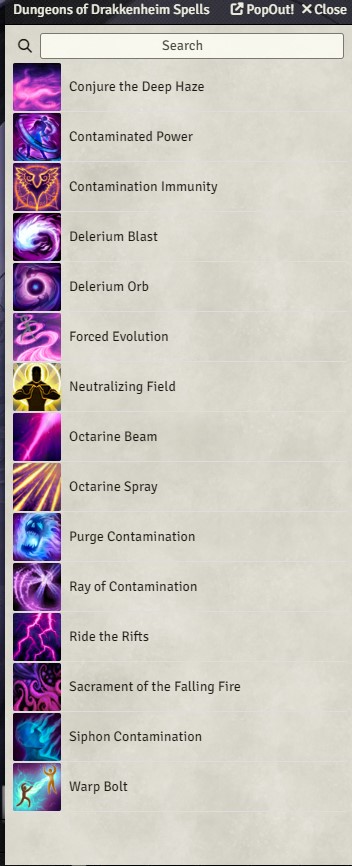 Dungeons of Drakkenheim Spells PopOut! Close
Search
Conjure the Deep Haze
Contaminated Power
Contamination Immunity
Delerium Blast
Delerium Orb
Forced Evolution
Neutralizing Field
Octarine Beam
Octarine Spray
Purge Contamination
Ray of Contamination
Ride the Rifts
Sacrament of the Falling Fire
Siphon Contamination
Warp Bolt